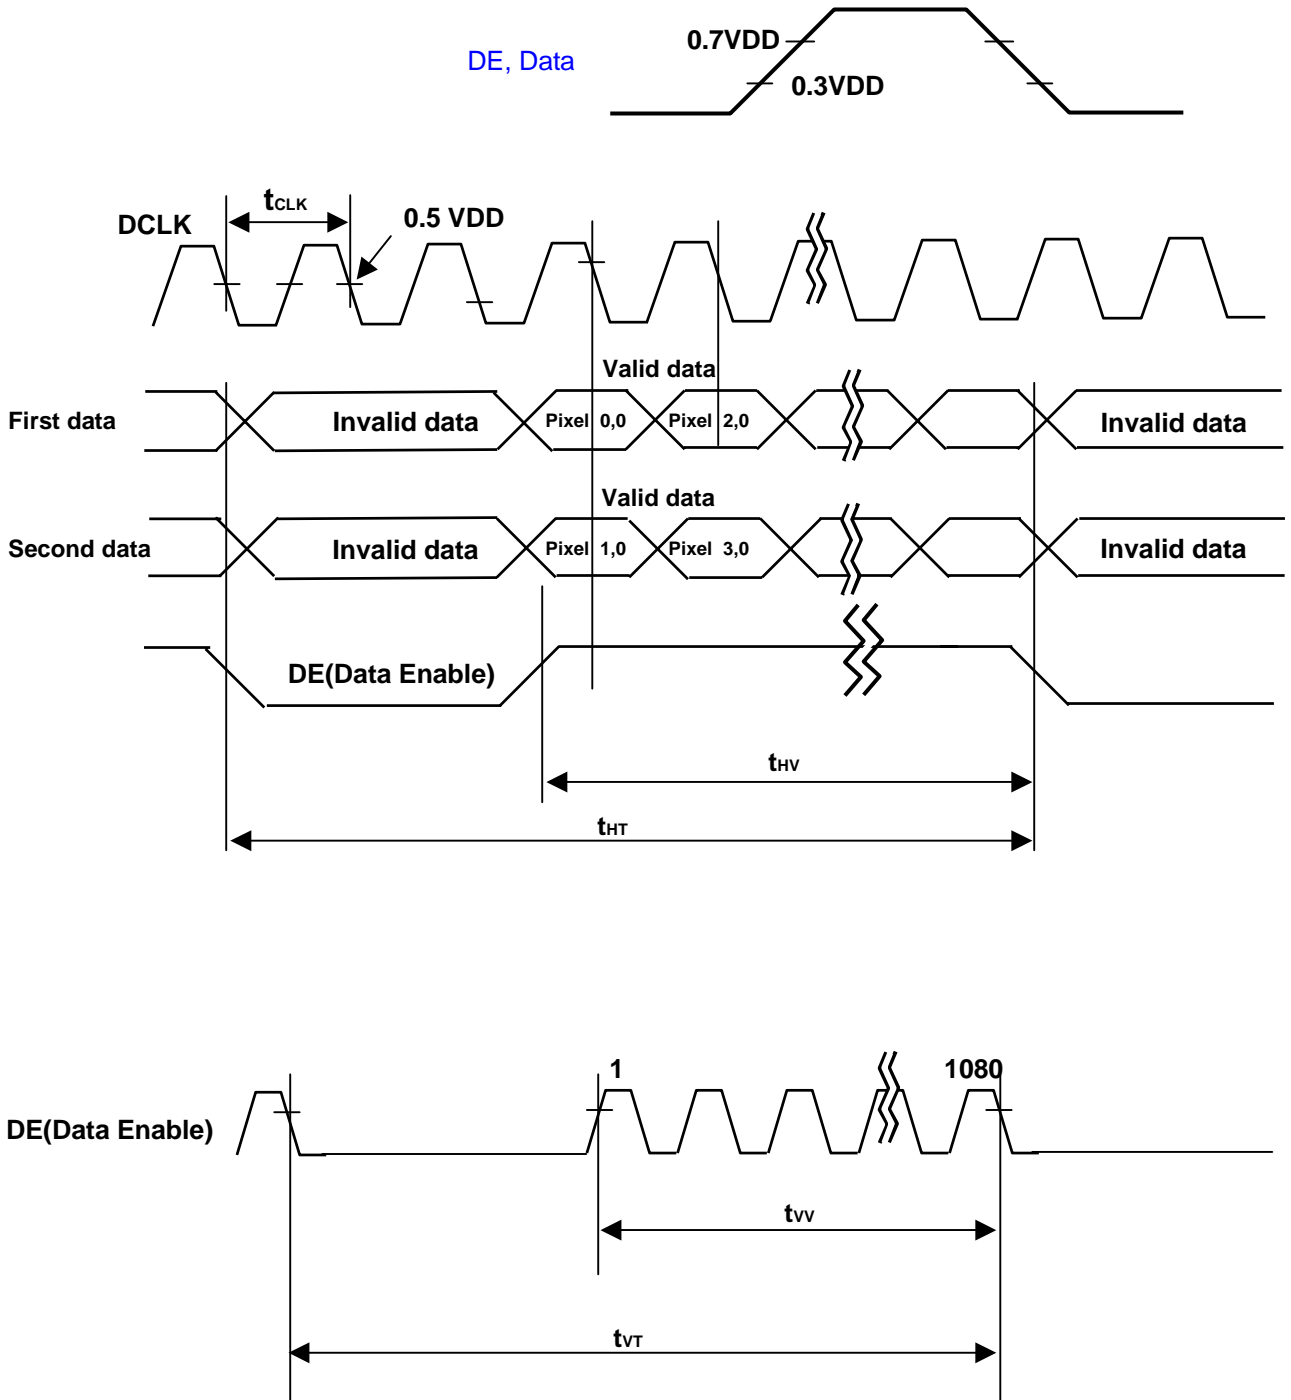 0.7VDD
DE, Data
0.3VDD
tCLK
DCLK
0.5 VDD
Valid data
First data
Invalid data
Pixel 0,0
Pixel 2,0
Invalid data
Valid data
Second data
Invalid data
Pixel 1,0
Pixel 3,0
Invalid data
DE(Data Enable)
tHV
tHT
1
1080
DE(Data Enable)
tVV
tVT